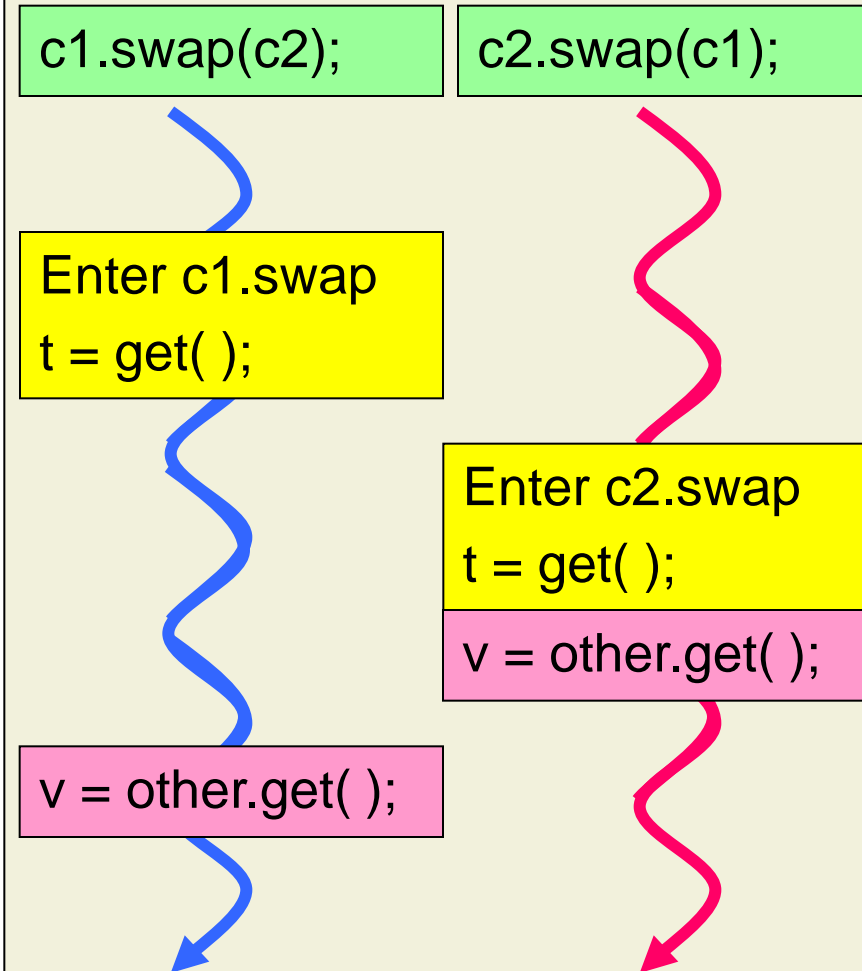 c1.swap(c2);
c2.swap(c1);
Enter c1.swap
t = get( );
Enter c2.swap
t = get( );
v = other.get( );
v = other.get( );